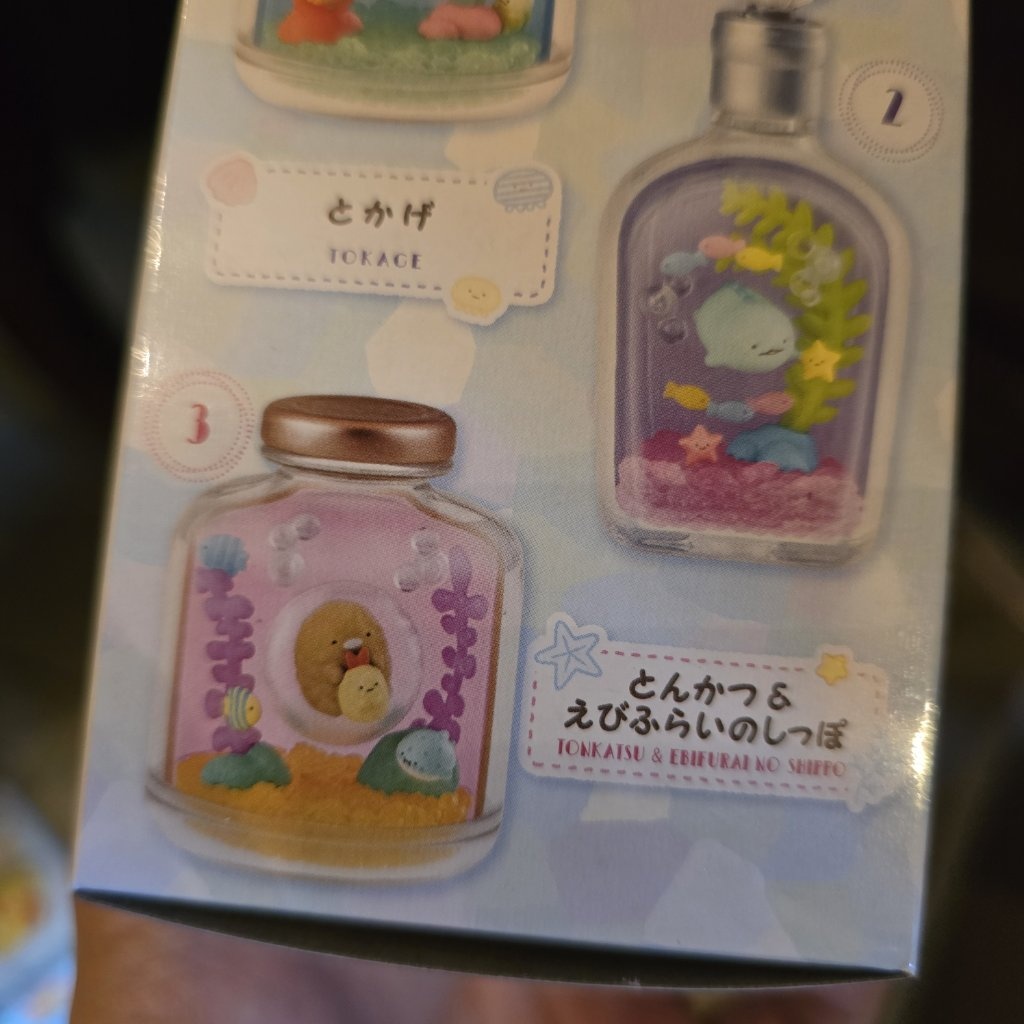 2
とかげ
TOKAGE
3
とんかつ&
えびふらいのしっぽ
TONKATSU & EBIFURAI NO SHIPPO